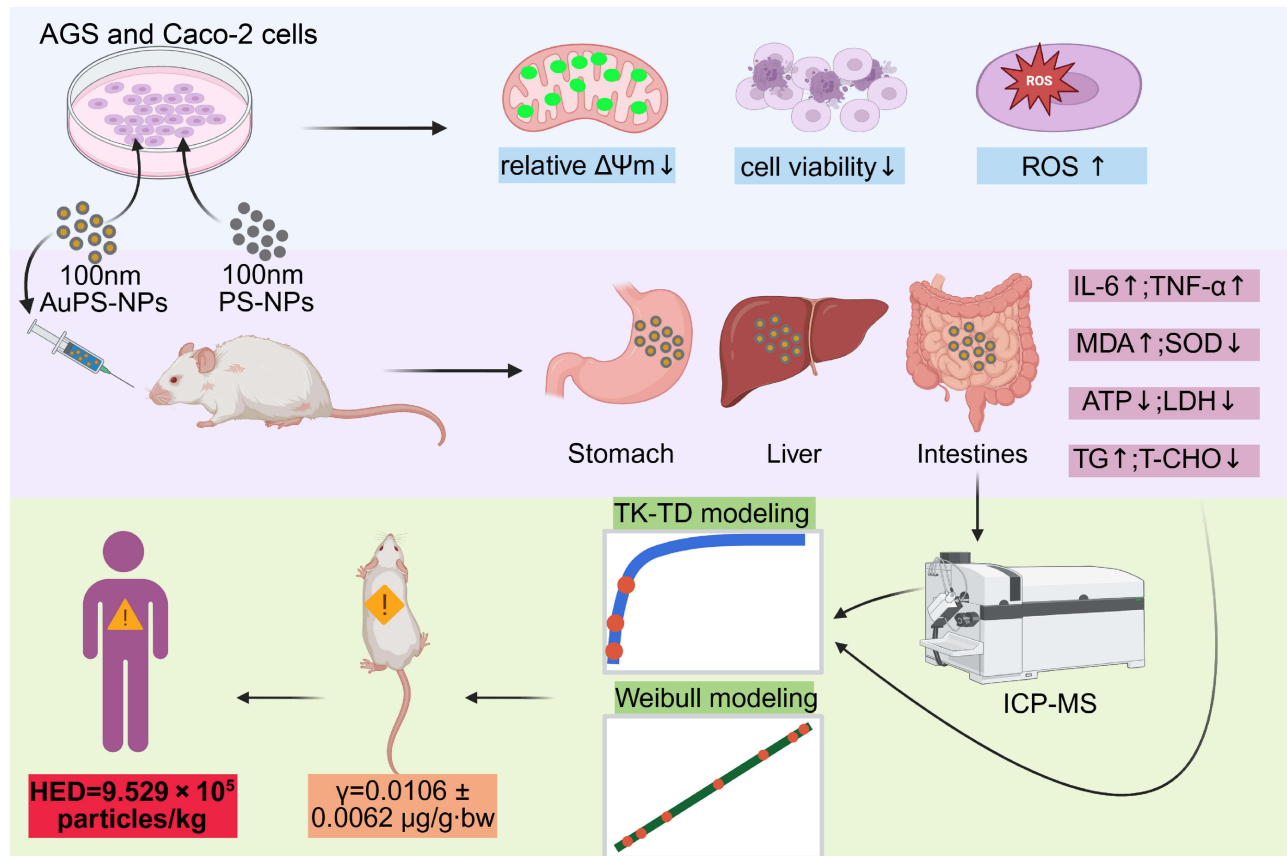 AGS and Caco-2 cells
relative ΔΨm↓
cell viability↓
ROS
ROS ↑
100nm
AuPS-NPs
100nm
PS-NPs
Stomach
Liver
Intestines
IL-6↑;TNF-α↑
MDA↑;SOD↓
ATP↓;LDH↓
TG↑;T-CHO↓
TK-TD modeling
ICP-MS
!
!
Weibull modeling
HED=9.529 × 10⁵
particles/kg
γ=0.0106 ±
0.0062 μg/g·bw